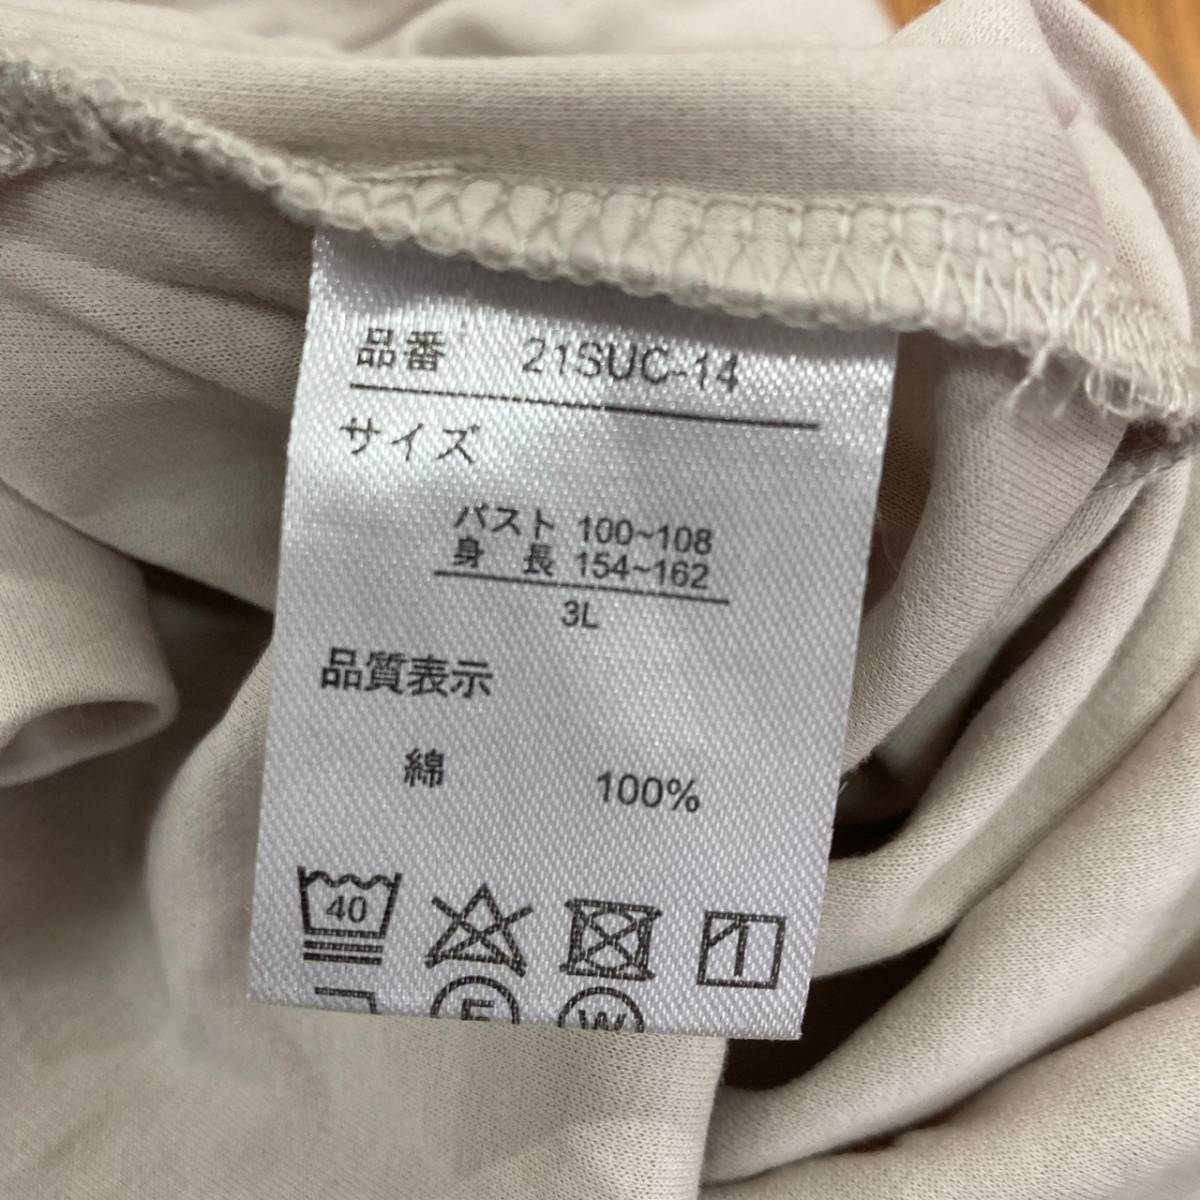 品番 21SUC-14
サイズ
バスト 100~108
身 長 154~162
3L
品質表示
綿 100%
40